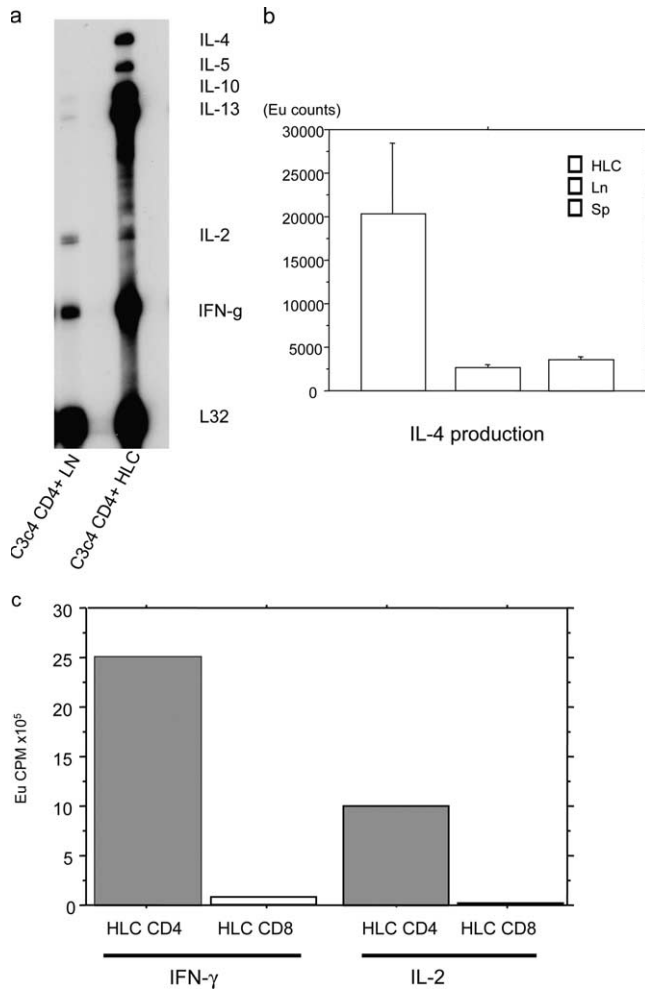 a
IL-4
IL-5
IL-10
IL-13
IL-2
IFN-g
L32
C3c4 CD4+ LN
C3c4 CD4+ HLC
b
(Eu counts)
30000
25000
20000
15000
10000
5000
0
HLC
Ln
Sp
IL-4 production
c
Eu CPM x10⁵
30
25
20
10
5
0
HLC CD4 HLC CD8 HLC CD4 HLC CD8
IFN-γ IL-2